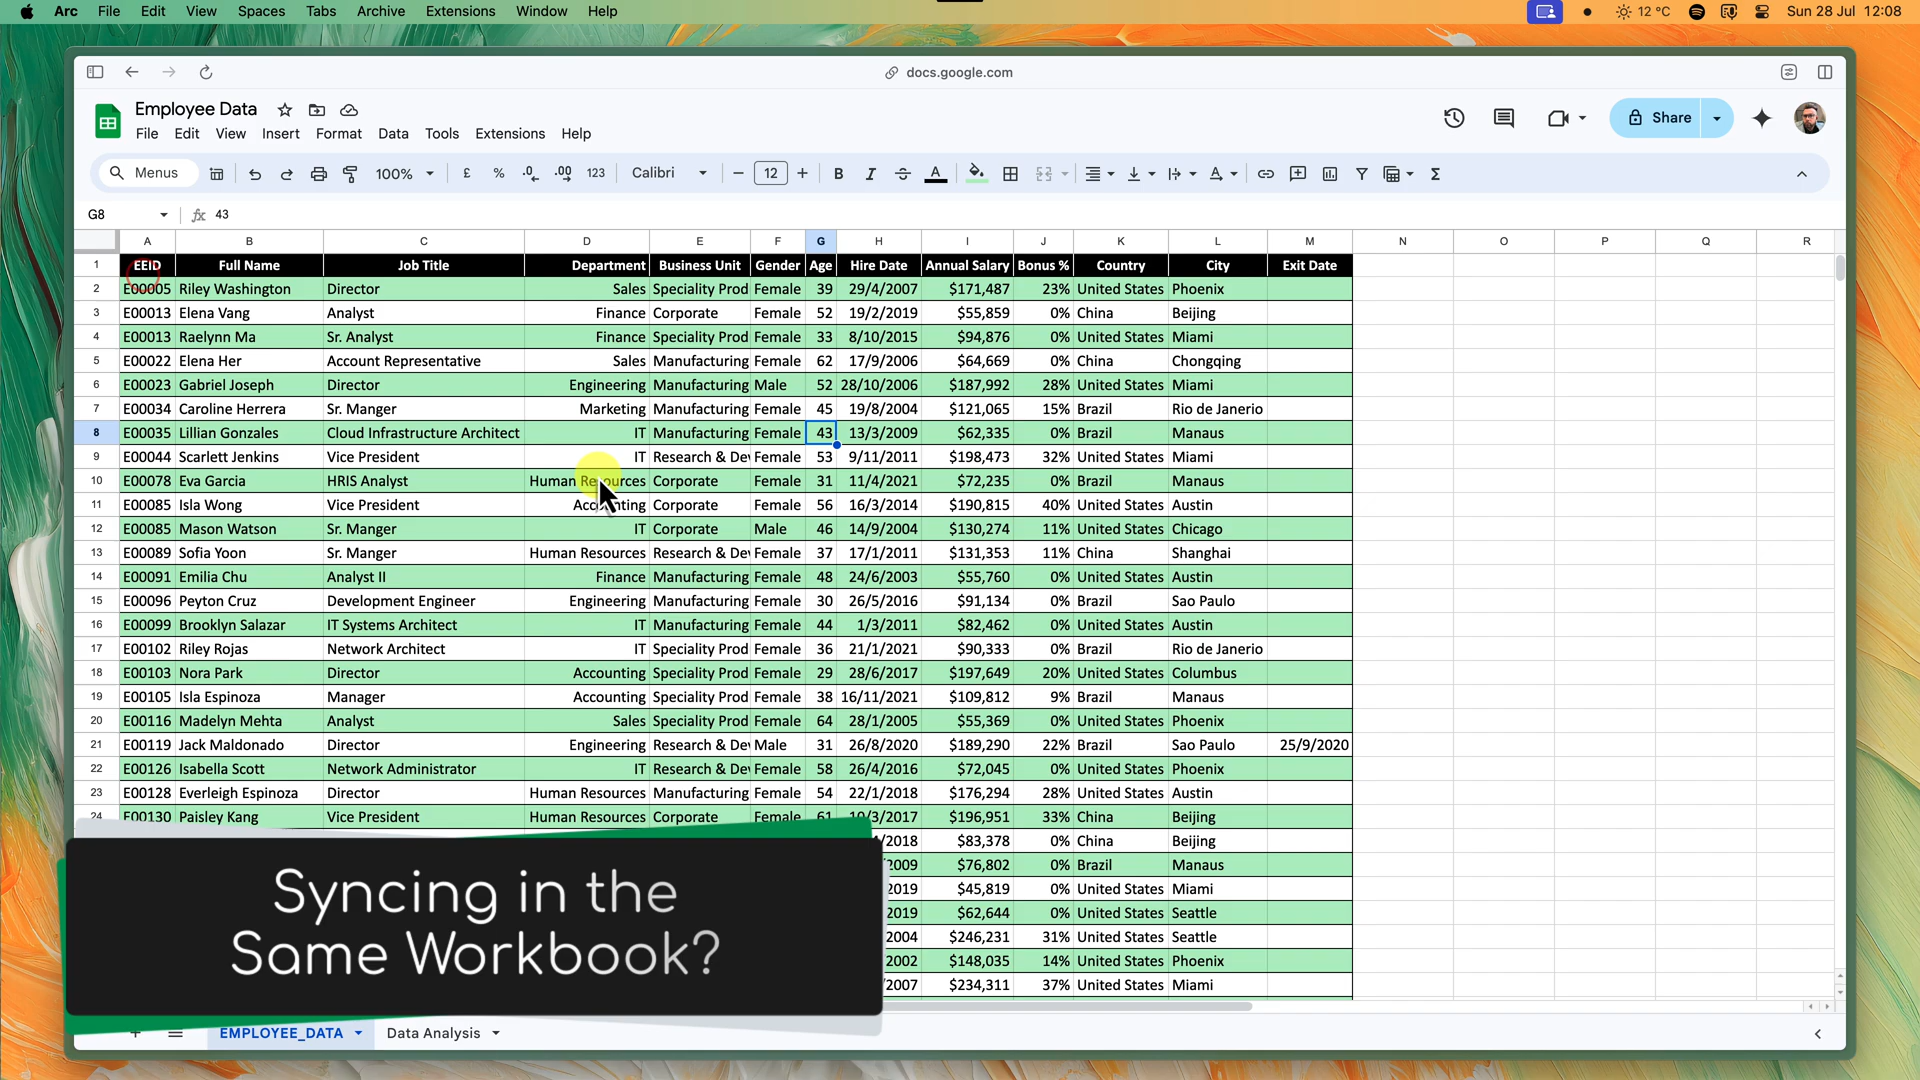 Arc File Edit View Spaces Tabs Archive Extensions Window Help 12 °C Sun 28 Jul 12:08
docs.google.com
Employee Data
File Edit View Insert Format Data Tools Extensions Help
Share
Menus 100% £ % .0 .00 123 Calibri 12 B I A Σ
G8 fx 43
A B C D E F G H I J K L M N O P Q R
1 EEID Full Name Job Title Department Business Unit Gender Age Hire Date Annual Salary Bonus % Country City Exit Date
2 E00005 Riley Washington Director Sales Speciality Prod Female 39 29/4/2007 $171,487 23% United States Phoenix
3 E00013 Elena Vang Analyst Finance Corporate Female 52 19/2/2019 $55,859 0% China Beijing
4 E00013 Raelynn Ma Sr. Analyst Finance Speciality Prod Female 33 8/10/2015 $94,876 0% United States Miami
5 E00022 Elena Her Account Representative Sales Manufacturing Female 62 17/9/2006 $64,669 0% China Chongqing
6 E00023 Gabriel Joseph Director Engineering Manufacturing Male 52 28/10/2006 $187,992 28% United States Miami
7 E00034 Caroline Herrera Sr. Manger Marketing Manufacturing Female 45 19/8/2004 $121,065 15% Brazil Rio de Janerio
8 E00035 Lillian Gonzales Cloud Infrastructure Architect IT Manufacturing Female 43 13/3/2009 $62,335 0% Brazil Manaus
9 E00044 Scarlett Jenkins Vice President IT Research & De Female 53 9/11/2011 $198,473 32% United States Miami
10 E00078 Eva Garcia HRIS Analyst Human Resources Corporate Female 31 11/4/2021 $72,235 0% Brazil Manaus
11 E00085 Isla Wong Vice President Accounting Corporate Female 56 16/3/2014 $190,815 40% United States Austin
12 E00085 Mason Watson Sr. Manger IT Corporate Male 46 14/9/2004 $130,274 11% United States Chicago
13 E00089 Sofia Yoon Sr. Manger Human Resources Research & De Female 37 17/1/2011 $131,353 11% China Shanghai
14 E00091 Emilia Chu Analyst II Finance Manufacturing Female 48 24/6/2003 $55,760 0% United States Austin
15 E00096 Peyton Cruz Development Engineer Engineering Manufacturing Female 30 26/5/2016 $91,134 0% Brazil Sao Paulo
16 E00099 Brooklyn Salazar IT Systems Architect IT Manufacturing Female 44 1/3/2011 $82,462 0% United States Austin
17 E00102 Riley Rojas Network Architect IT Speciality Prod Female 36 21/1/2021 $90,333 0% Brazil Rio de Janerio
18 E00103 Nora Park Director Accounting Speciality Prod Female 29 28/6/2017 $197,649 20% United States Columbus
19 E00105 Isla Espinoza Manager Accounting Speciality Prod Female 38 16/11/2021 $109,812 9% Brazil Manaus
20 E00116 Madelyn Mehta Analyst Sales Speciality Prod Female 64 28/1/2005 $55,369 0% United States Phoenix
21 E00119 Jack Maldonado Director Engineering Research & De Male 31 26/8/2020 $189,290 22% Brazil Sao Paulo 25/9/2020
22 E00126 Isabella Scott Network Administrator IT Research & De Female 58 26/4/2016 $72,045 0% United States Phoenix
23 E00128 Everleigh Espinoza Director Human Resources Manufacturing Female 54 22/1/2018 $176,294 28% United States Austin
24 E00130 Paisley Kang Vice President Human Resources Corporate Female 61 10/3/2017 $196,951 33% China Beijing
/2018 $83,378 0% China Beijing
/2009 $76,802 0% Brazil Manaus
2019 $45,819 0% United States Miami
2019 $62,644 0% United States Seattle
2004 $246,231 31% United States Seattle
2002 $148,035 14% United States Phoenix
/2007 $234,311 37% United States Miami
Syncing in the
Same Workbook?
EMPLOYEE_DATA Data Analysis